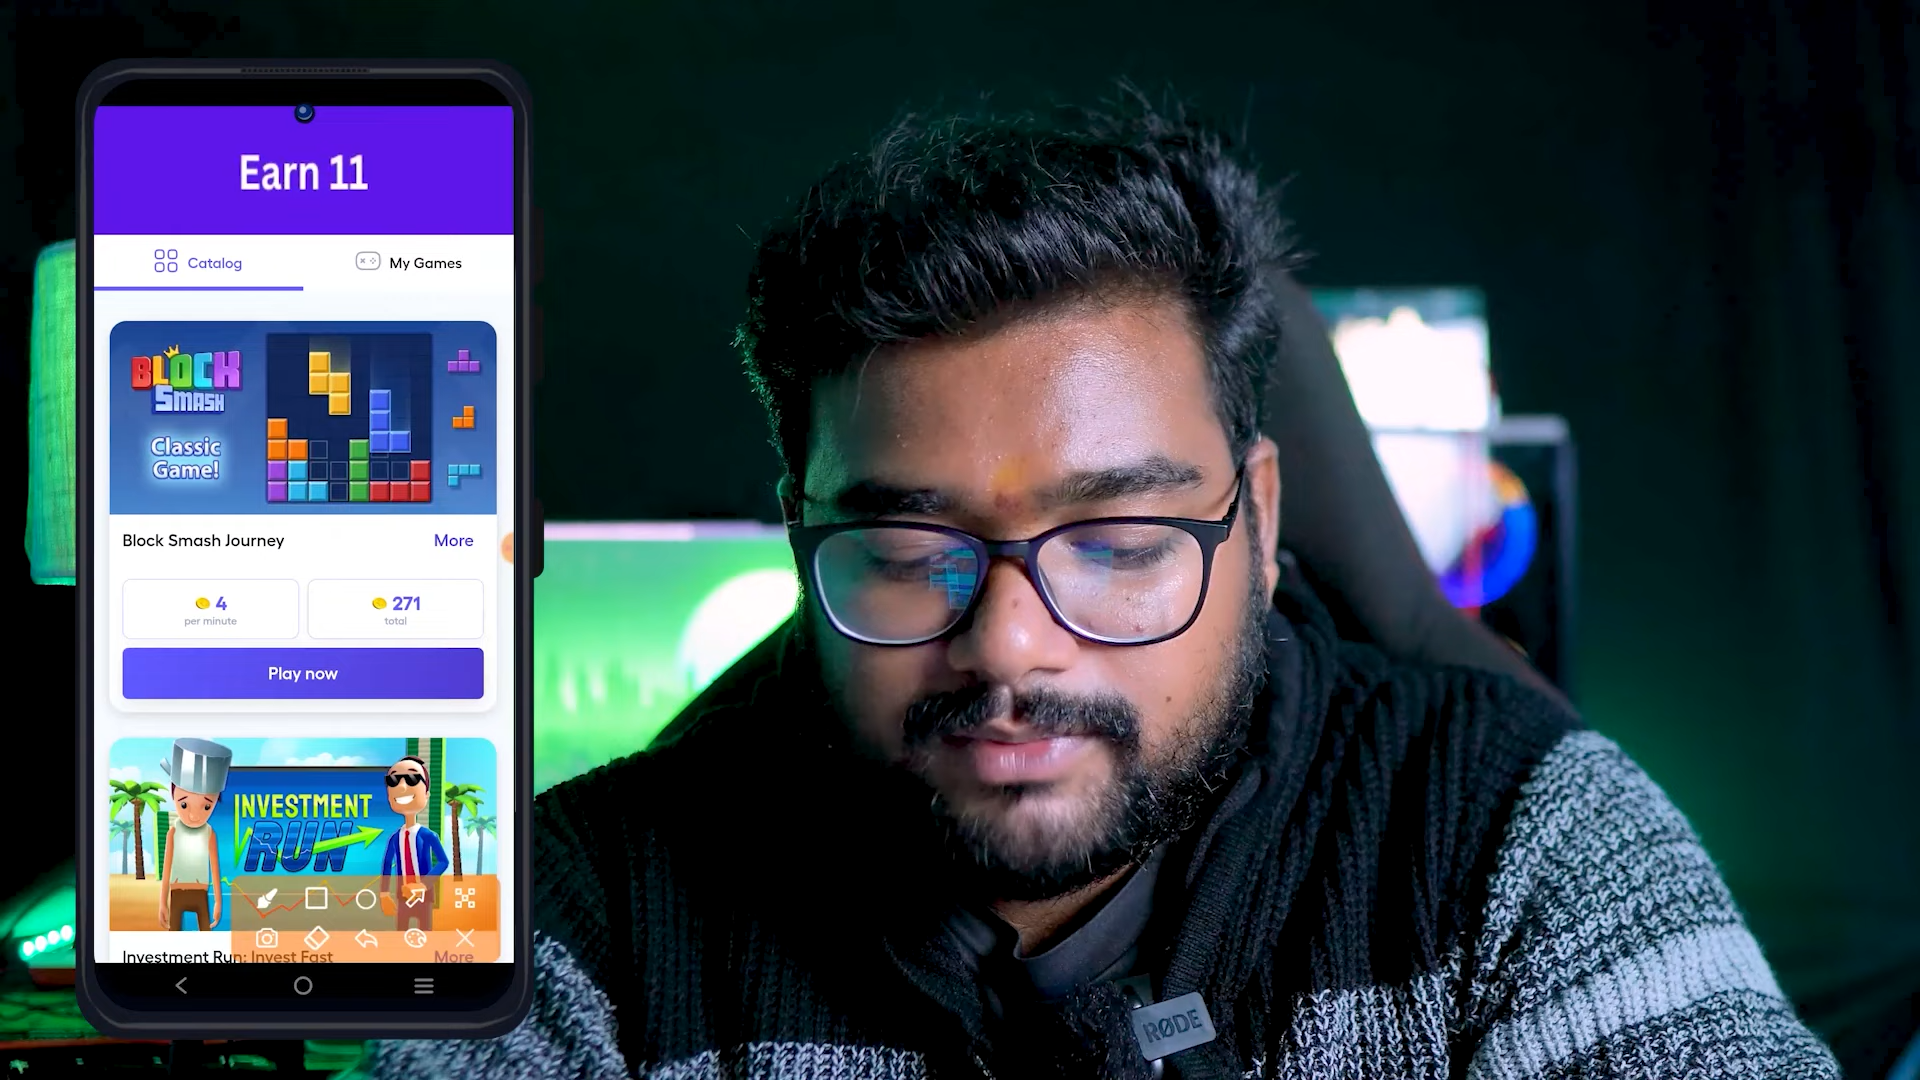 Earn 11
Catalog
My Games
BLOCK
SMASH
Classic
Game!
Block Smash Journey
More
4
per minute
271
total
Play now
INVESTMENT
RUN
Investment Run: Invest Fast
More
RØDE